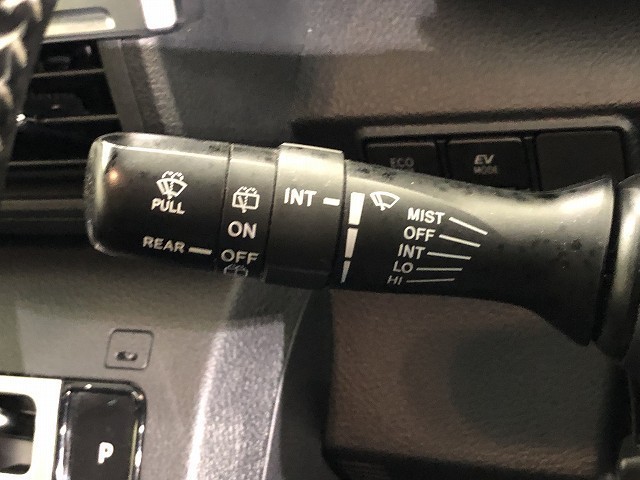 ECO
EV
MODE
PULL
REAR
ON
OFF
INT
MIST
OFF
INT
LO
HI
P